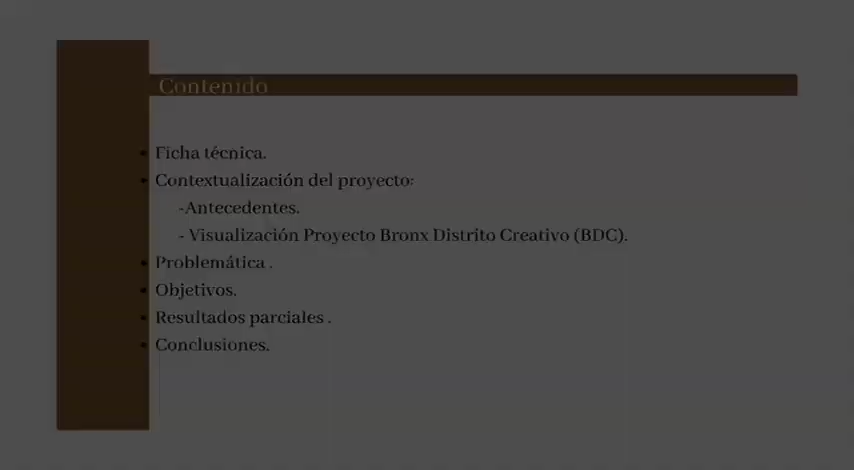 Contenido
• Ficha técnica.
• Contextualización del proyecto:
-Antecedentes.
- Visualización Proyecto Bronx Distrito Creativo (BDC).
• Problemática .
• Objetivos.
• Resultados parciales .
• Conclusiones.